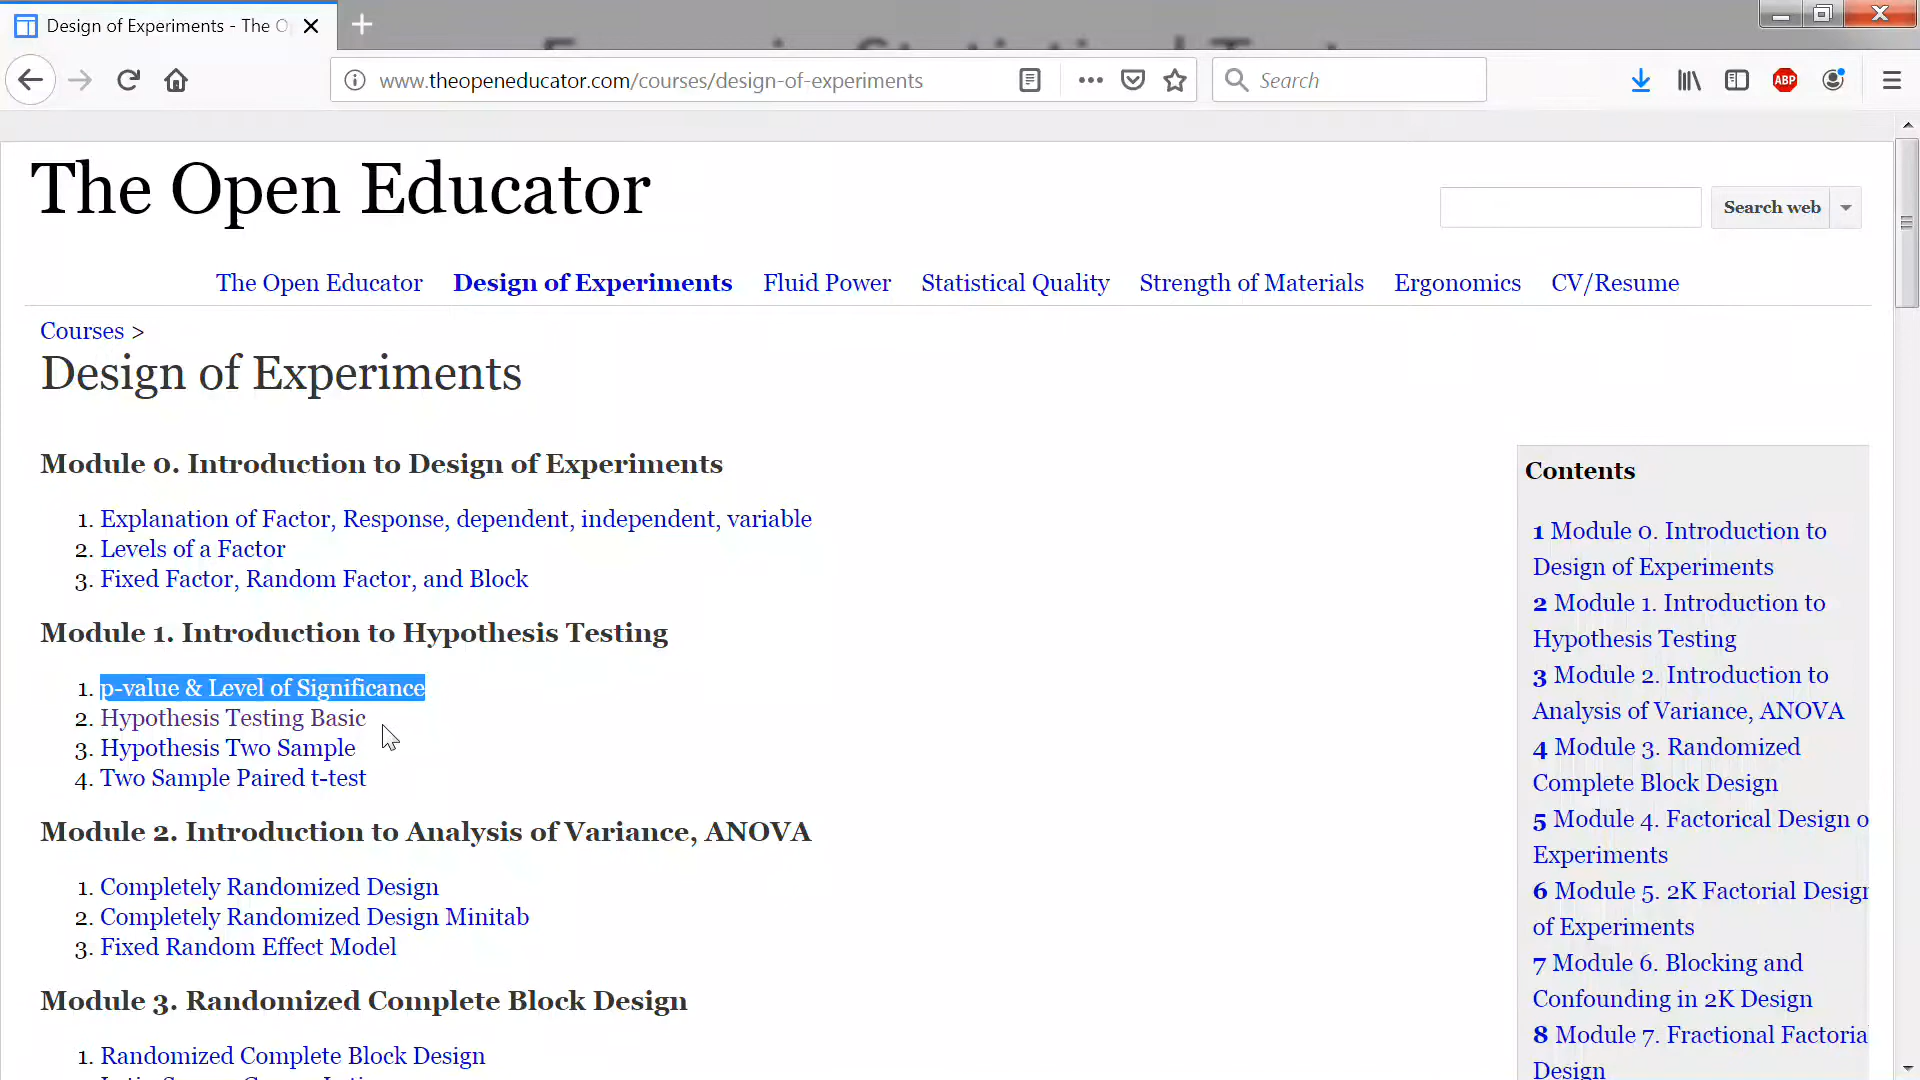 Design of Experiments - The O
www.theopeneducator.com/courses/design-of-experiments
Search
ABP
The Open Educator
Search web
The Open Educator Design of Experiments Fluid Power Statistical Quality Strength of Materials Ergonomics CV/Resume
Courses >
Design of Experiments
Module 0. Introduction to Design of Experiments
1. Explanation of Factor, Response, dependent, independent, variable
2. Levels of a Factor
3. Fixed Factor, Random Factor, and Block
Module 1. Introduction to Hypothesis Testing
1. p-value & Level of Significance
2. Hypothesis Testing Basic
3. Hypothesis Two Sample
4. Two Sample Paired t-test
Module 2. Introduction to Analysis of Variance, ANOVA
1. Completely Randomized Design
2. Completely Randomized Design Minitab
3. Fixed Random Effect Model
Module 3. Randomized Complete Block Design
1. Randomized Complete Block Design
Contents
1 Module 0. Introduction to
Design of Experiments
2 Module 1. Introduction to
Hypothesis Testing
3 Module 2. Introduction to
Analysis of Variance, ANOVA
4 Module 3. Randomized
Complete Block Design
5 Module 4. Factorical Design o
Experiments
6 Module 5. 2K Factorial Design
of Experiments
7 Module 6. Blocking and
Confounding in 2K Design
8 Module 7. Fractional Factoria
Design